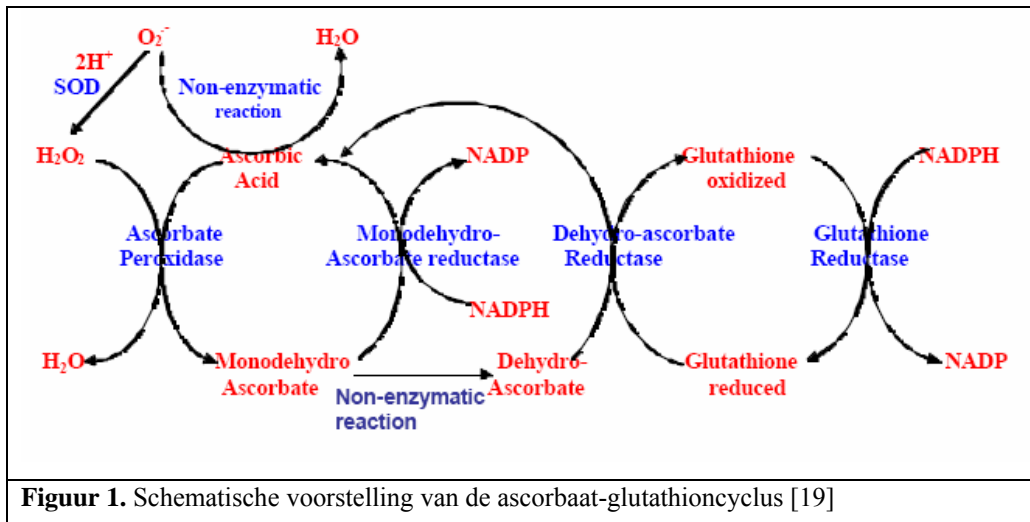 O₂⁻
H₂O
2H⁺
SOD
Non-enzymatic
reaction
H₂O₂
Ascorbic
Acid
NADP
Glutathione
oxidized
NADPH
Ascorbate
Peroxidase
Monodehydro-
Ascorbate reductase
Dehydro-ascorbate
Reductase
Glutathione
Reductase
NADPH
H₂O
Monodehydro
Ascorbate
Non-enzymatic
reaction
Dehydro-
Ascorbate
Glutathione
reduced
NADP
Figuur 1. Schematische voorstelling van de ascorbaat-glutathioncyclus [19]